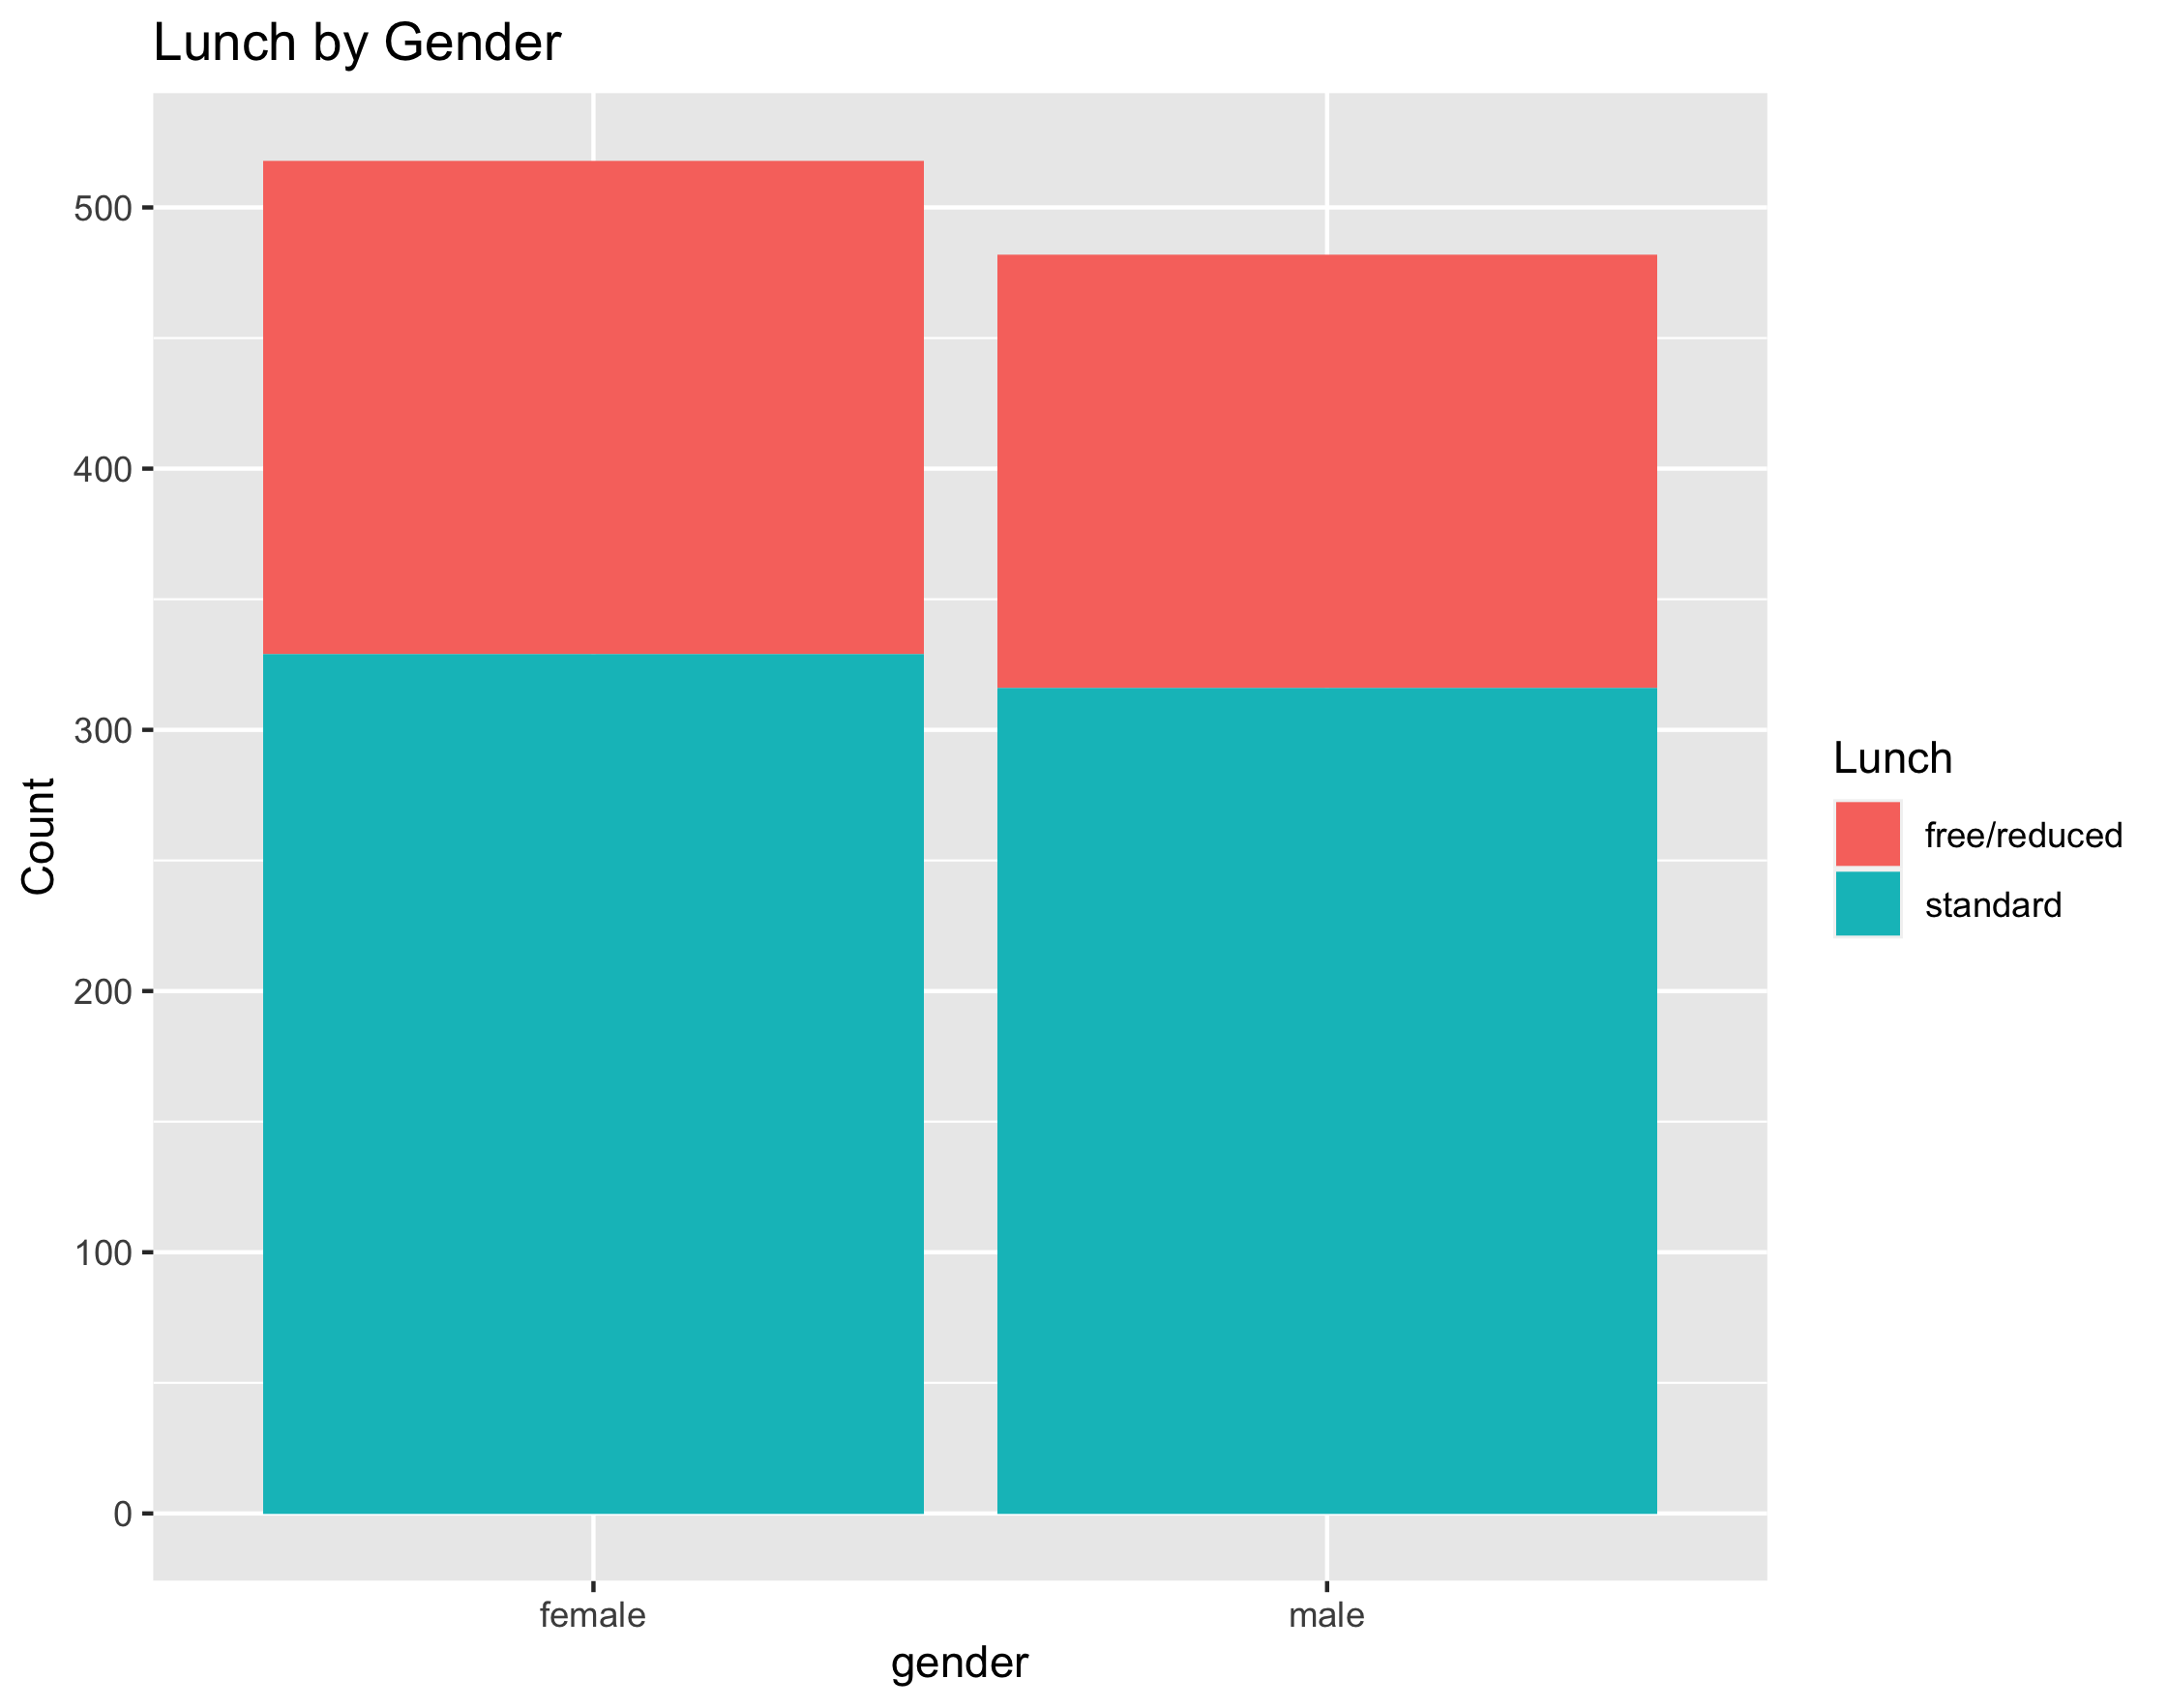 Lunch by Gender
500
400
300
200
100
0
Count
female
male
gender
Lunch
free/reduced
standard